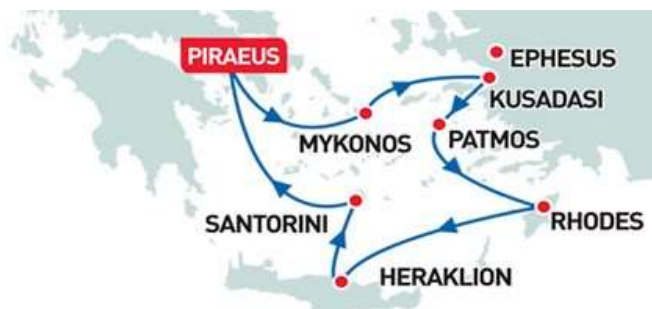 PIRAEUS
EPHESUS
KUSADASI
MYKONOS
PATMOS
SANTORINI
RHODES
HERAKLION